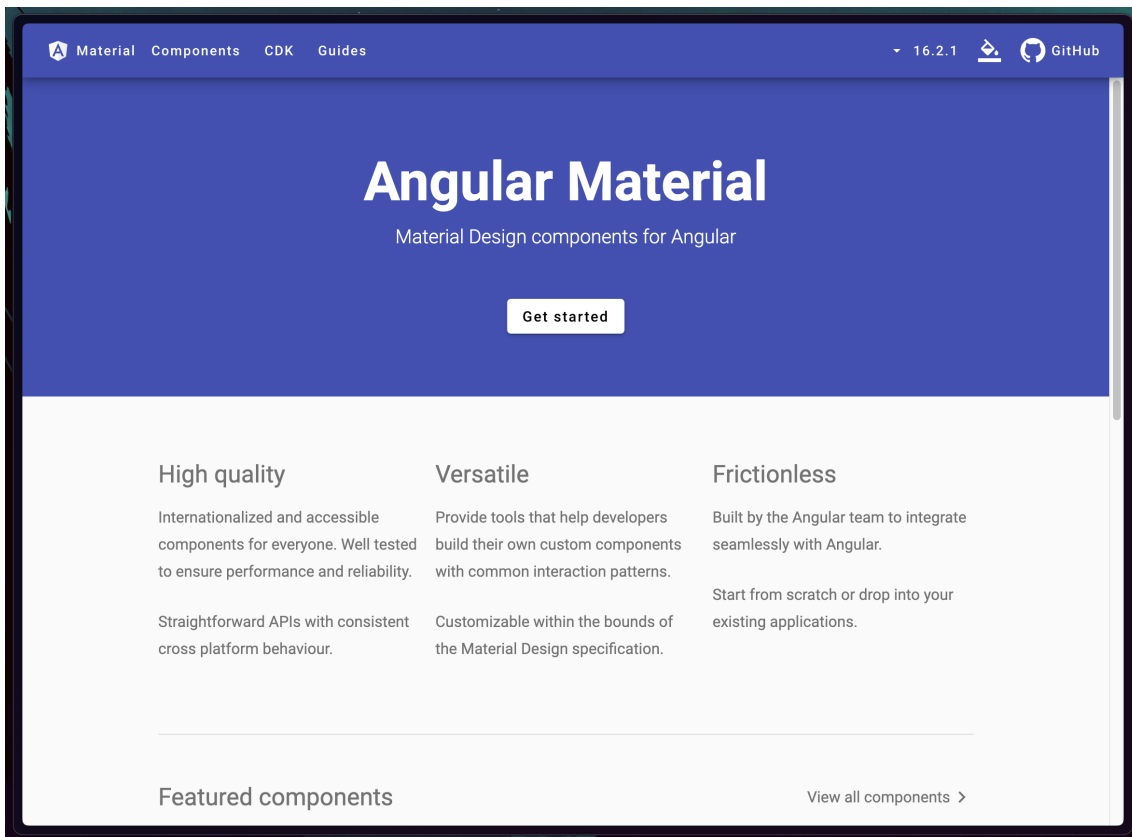 Material Components CDK Guides 16.2.1 GitHub
Angular Material
Material Design components for Angular
Get started
High quality
Internationalized and accessible
components for everyone. Well tested
to ensure performance and reliability.
Straightforward APIs with consistent
cross platform behaviour.
Versatile
Provide tools that help developers
build their own custom components
with common interaction patterns.
Customizable within the bounds of
the Material Design specification.
Frictionless
Built by the Angular team to integrate
seamlessly with Angular.
Start from scratch or drop into your
existing applications.
Featured components
View all components